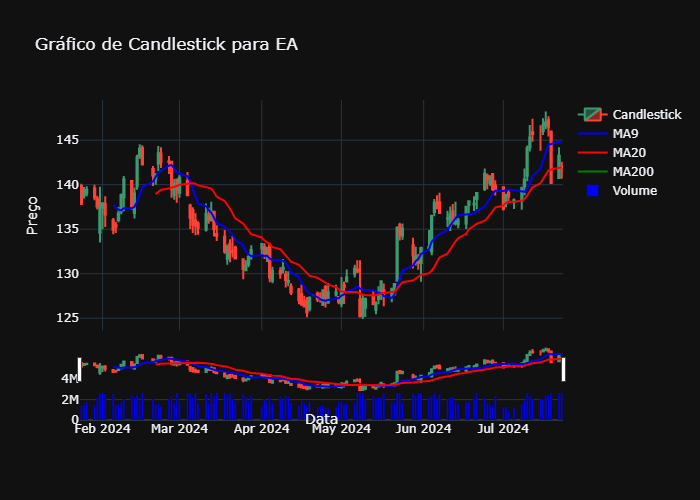 Gráfico de Candlestick para EA
Candlestick
MA9
MA20
MA200
Volume
Preço
145
140
135
130
125
4M
2M
0
Data
Feb 2024
Mar 2024
Apr 2024
May 2024
Jun 2024
Jul 2024